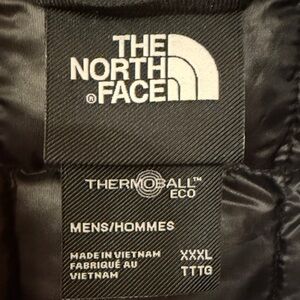 THE
NORTH
® FACE
THERMOBALL™
ECO
MENS/HOMMES
MADE IN VIETNAM XXXL
FABRIQUÉ AU TTTG
VIETNAM